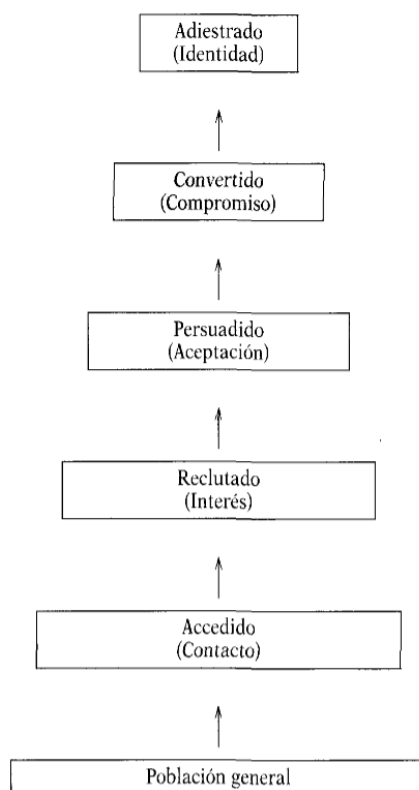 Adiestrado
(Identidad)
Convertido
(Compromiso)
Persuadido
(Aceptación)
Reclutado
(Interés)
Accedido
(Contacto)
Población general